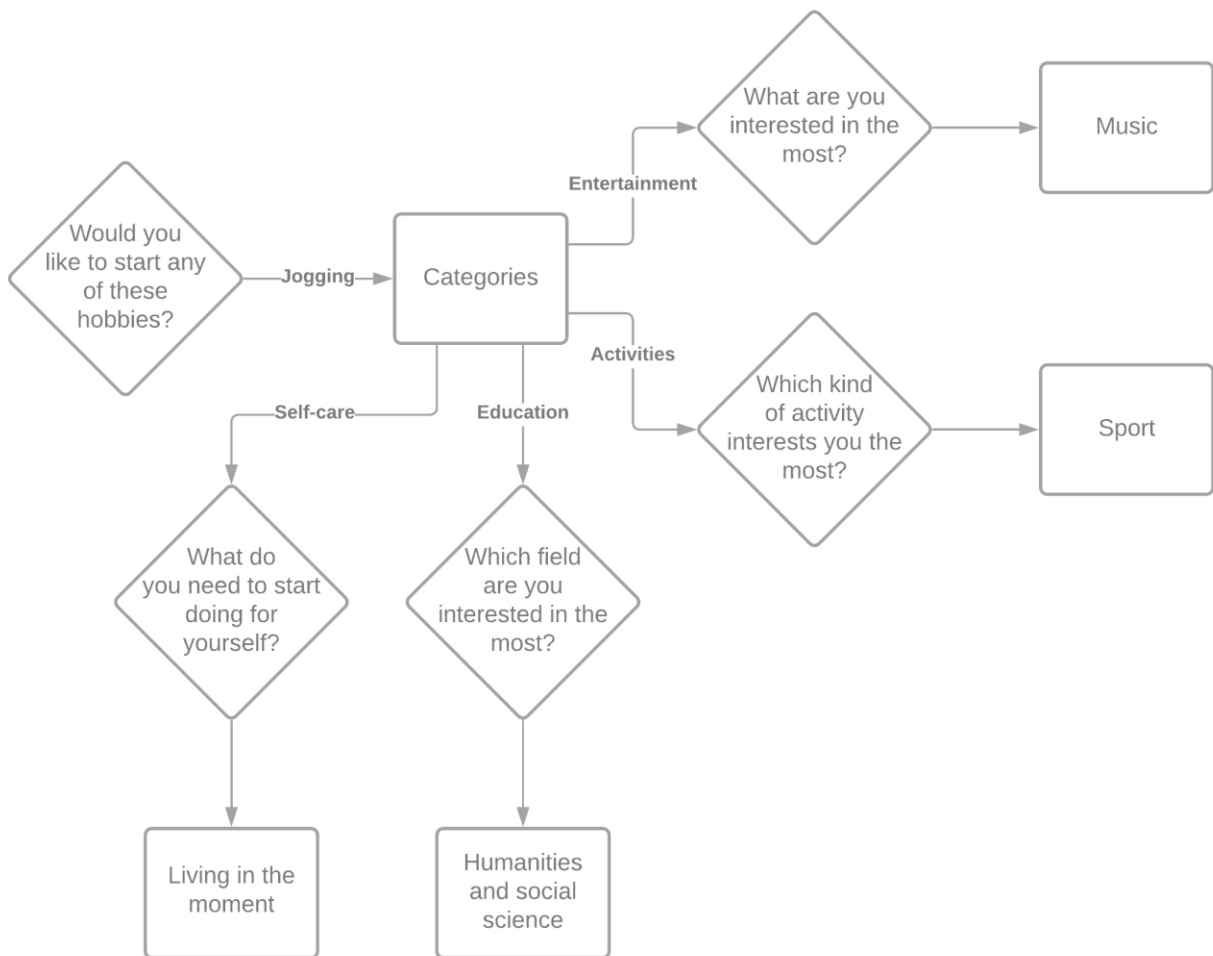 What are you
interested in the
most?
Music
Entertainment
Would you
like to start any
of these
hobbies?
Jogging
Categories
Activities
Which kind
of activity
interests you the
most?
Sport
Self-care
Education
What do
you need to start
doing for
yourself?
Which field
are you
interested in the
most?
Living in the
moment
Humanities
and social
science